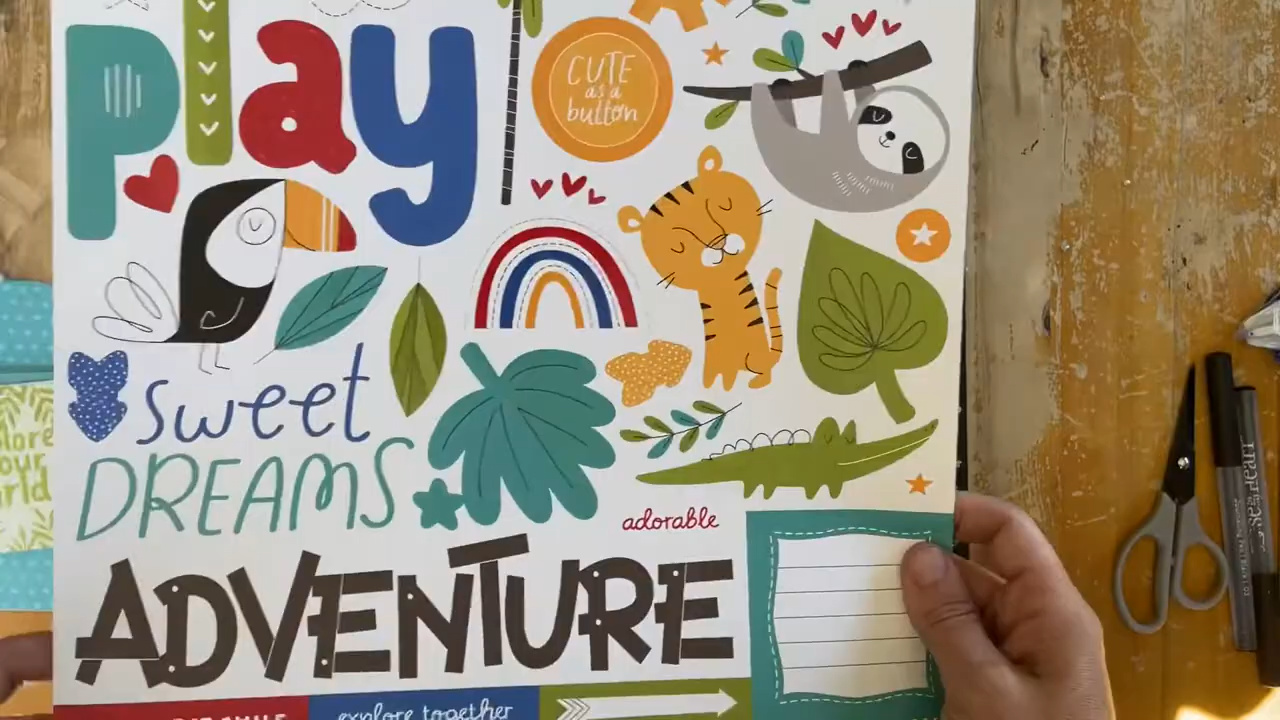 play
CUTE
as a
button
sweet
DREAMS
adorable
ADVENTURE
explore together